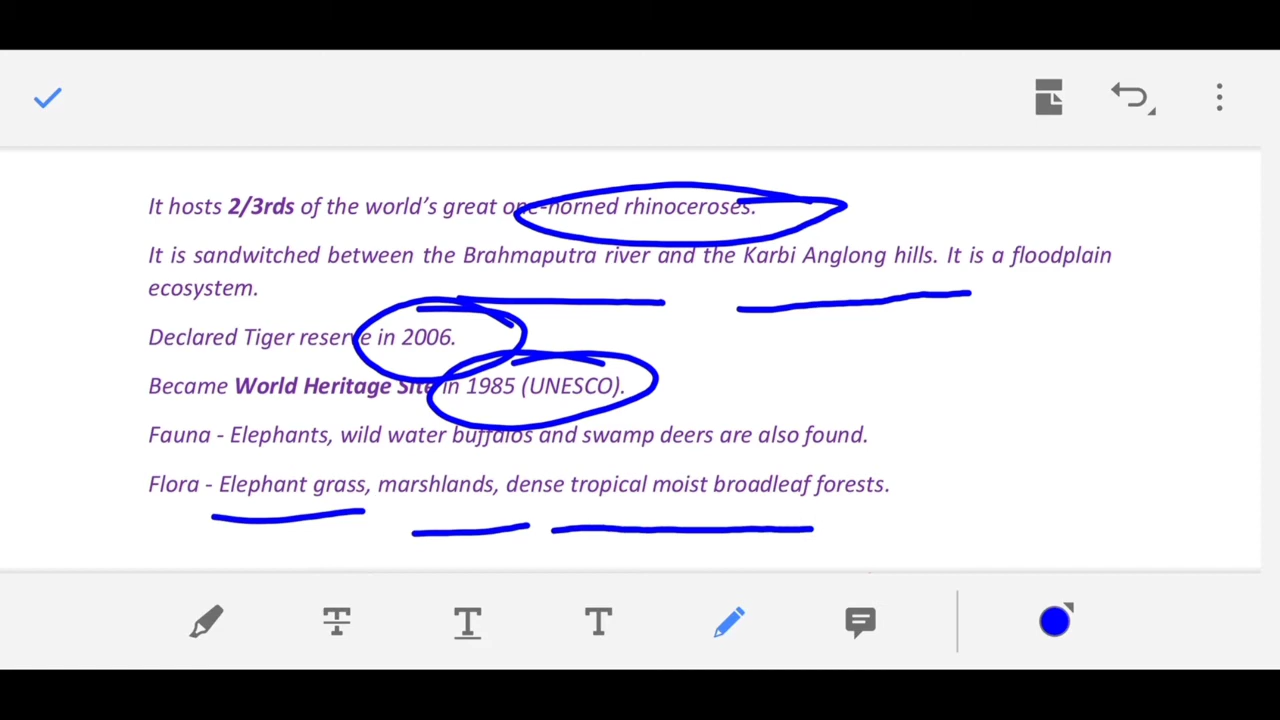 It hosts 2/3rds of the world’s great one-horned rhinoceroses.
It is sandwitched between the Brahmaputra river and the Karbi Anglong hills. It is a floodplain
ecosystem.
Declared Tiger reserve in 2006.
Became World Heritage Site in 1985 (UNESCO).
Fauna - Elephants, wild water buffalos and swamp deers are also found.
Flora - Elephant grass, marshlands, dense tropical moist broadleaf forests.